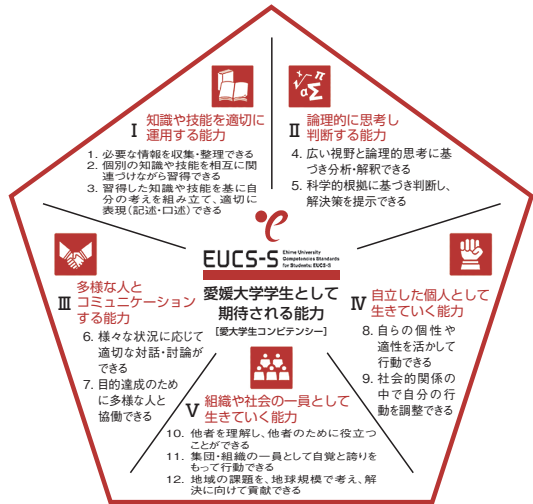 I 知識や技能を適切に
運用する能力
1. 必要な情報を収集・整理できる
2. 個別の知識や技能を相互に関
連づけながら習得できる
3. 習得した知識や技能を基に自
分の考えを組み立て、適切に
表現(記述・口述)できる
√x π
α Σ
II 論理的に思考し
判断する能力
4. 広い視野と論理的思考に基
づき分析・解釈できる
5. 科学的根拠に基づき判断し、
解決策を提示できる
EUCS-S
Ehime University
Competencies Standards
for Students: EUCS-S
愛媛大学学生として
期待される能力
[愛大学生コンピテンシー]
III 多様な人と
コミュニケーション
する能力
6. 様々な状況に応じて
適切な対話・討論が
できる
7. 目的達成のため
に多様な人と
協働できる
IV 自立した個人として
生きていく能力
8. 自らの個性や
適性を活かして
行動できる
9. 社会的関係の
中で自分の行
動を調整できる
V 組織や社会の一員として
生きていく能力
10. 他者を理解し、他者のために役立つ
ことができる
11. 集団・組織の一員として自覚と誇りを
もって行動できる
12. 地域の課題を、地球規模で考え、解
決に向けて貢献できる